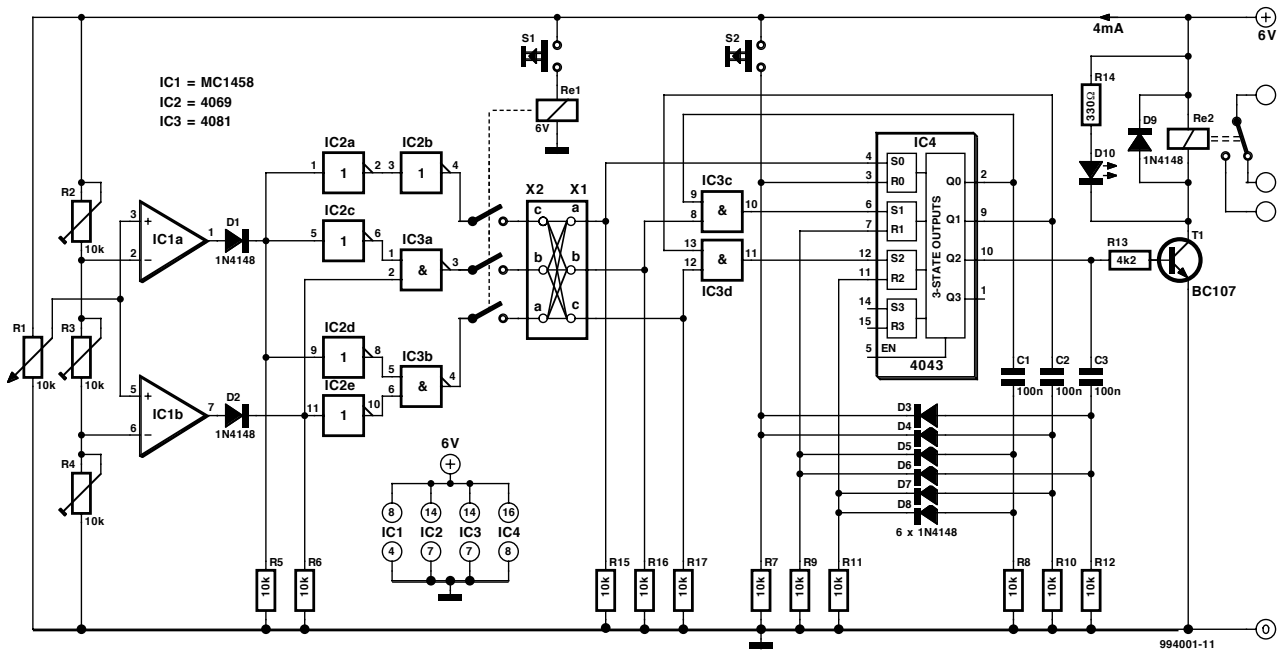 4mA
6V
S1
S2
IC1 = MC1458
IC2 = 4069
IC3 = 4081
Re1
6V
R14
330Ω
D9
1N4148
Re2
D10
IC2a
1 1 2
IC2b
3 1 4
IC4
4 S0
3 R0
6 S1
7 R1
12 S2
11 R2
14 S3
15 R3
5 EN
3-STATE OUTPUTS
Q0 2
Q1 9
Q2 10
Q3 1
4043
R2
10k
3 +
2 −
IC1a
1
D1
1N4148
IC2c
5 1 6
IC3a
1
2
&
3
X2 X1
c a
b b
a c
IC3c
9
8
&
10
13
12
&
11
IC3d
R13
4k2
T1
BC107
R1
10k
R3
10k
IC2d
9 1 8
IC3b
5
6
&
4
IC2e
11 1 10
5 +
6 −
IC1b
7
D2
1N4148
C1
100n
C2
100n
C3
100n
D3
D4
D5
D6
D7
D8
6 x 1N4148
R4
10k
6V
8 14 14 16
IC1 IC2 IC3 IC4
4 7 7 8
R5
10k
R6
10k
R15
10k
R16
10k
R17
10k
R7
10k
R9
10k
R11
10k
R8
10k
R10
10k
R12
10k
0
994001-11